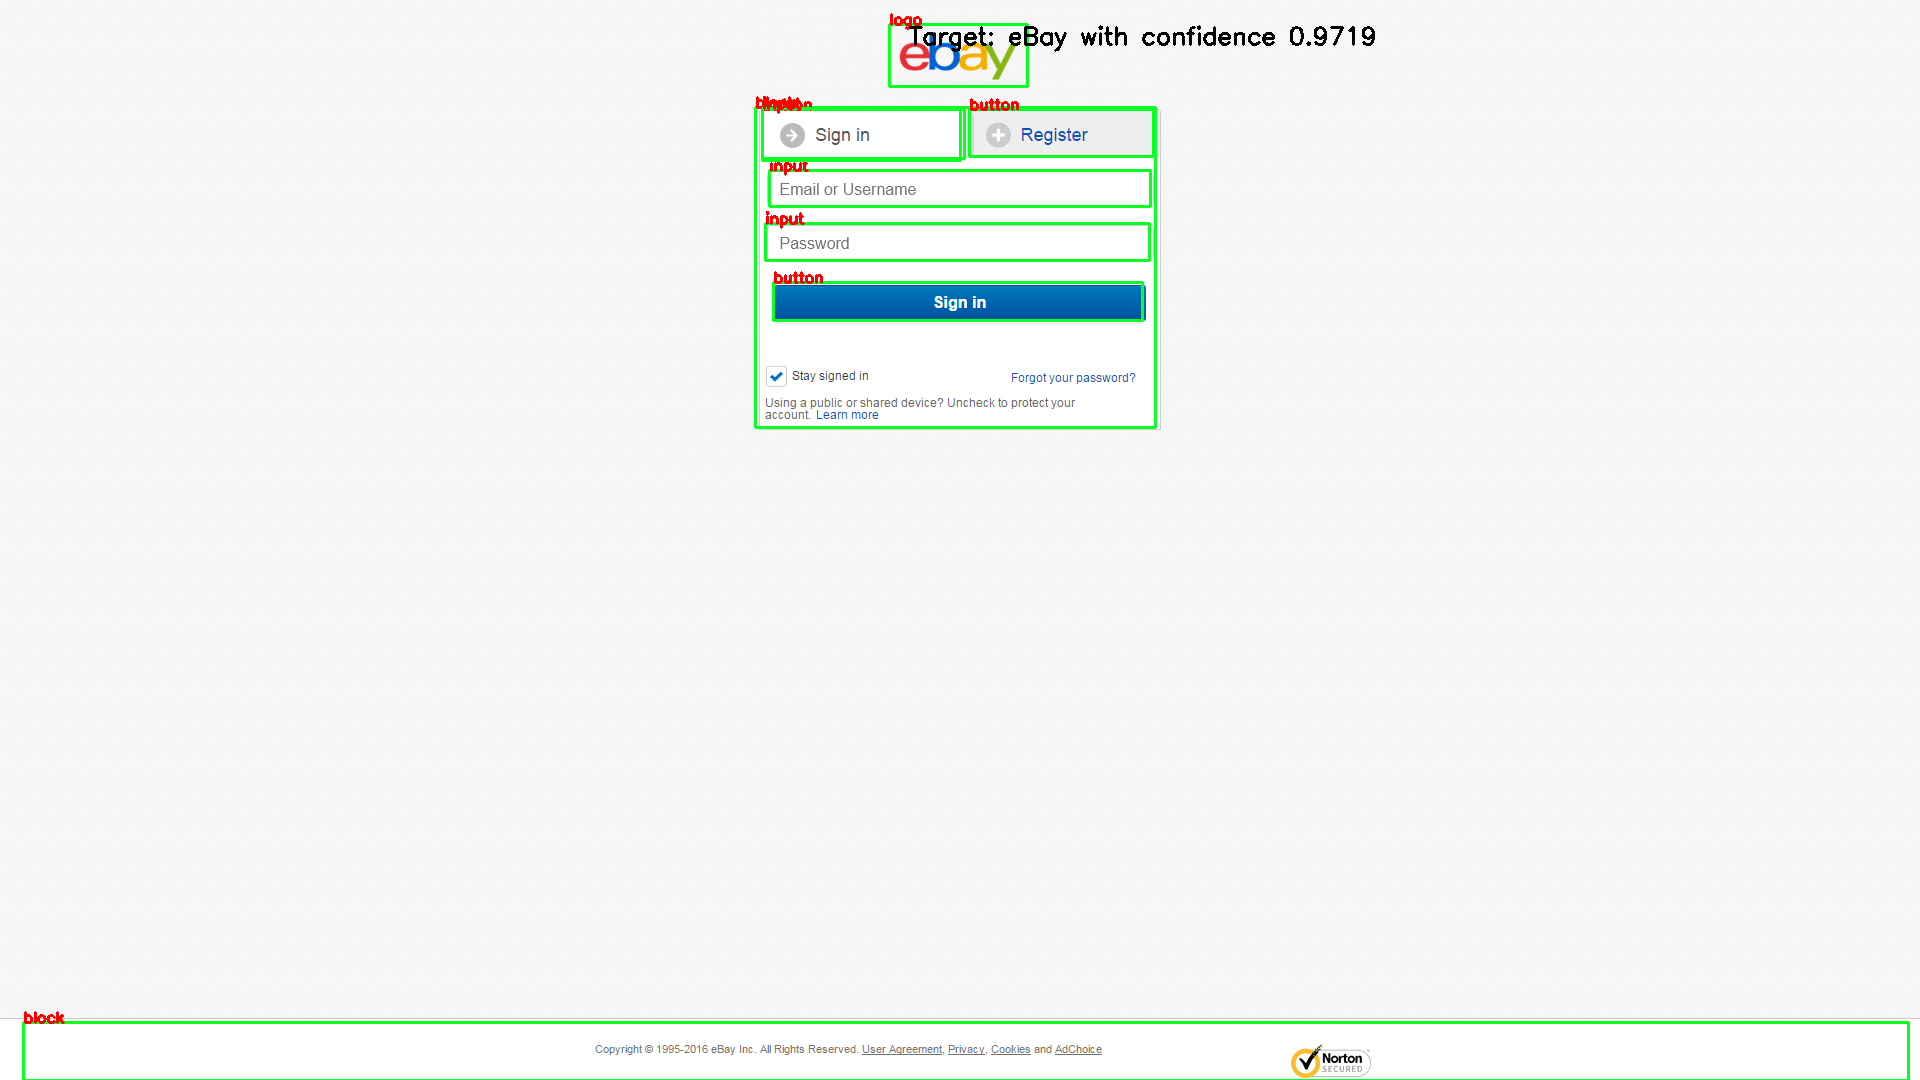 logo
Target: eBay with confidence 0.9719
ebay
button
Sign in
Register
input
Email or Username
input
Password
button
Sign in
Stay signed in
Forgot your password?
Using a public or shared device? Uncheck to protect your
account. Learn more
block
Copyright © 1995-2016 eBay Inc. All Rights Reserved. User Agreement, Privacy, Cookies and AdChoice
Norton
SECURED